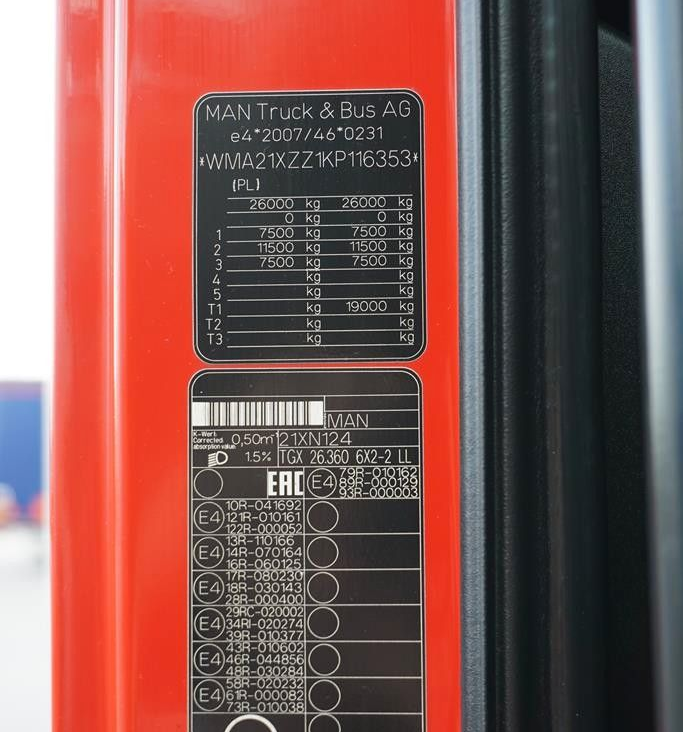 MAN Truck & Bus AG
e4*2007/46*0231
*WMA21XZZ1KP116353*
(PL)
26000 kg 26000 kg
0 kg 0 kg
1 7500 kg 7500 kg
2 11500 kg 11500 kg
3 7500 kg 7500 kg
4 kg kg
5 kg kg
T1 kg 19000 kg
T2 kg kg
T3 kg kg
MAN
K-Wert:
Corrected
absorption value:
0,50m⁻¹ 21XN124
1.5% TGX 26.360 6X2-2 LL
EAC E4 79R-010162
89R-000129
93R-000003
E4 10R-041692
121R-010161
122R-000052
E4 13R-110166
14R-070164
16R-060125
E4 17R-080230
18R-030143
28R-000400
E4 29RC-020002
34RI-020274
39R-010377
E4 43R-010602
46R-044856
48R-030284
E4 58R-020232
61R-000082
73R-010038